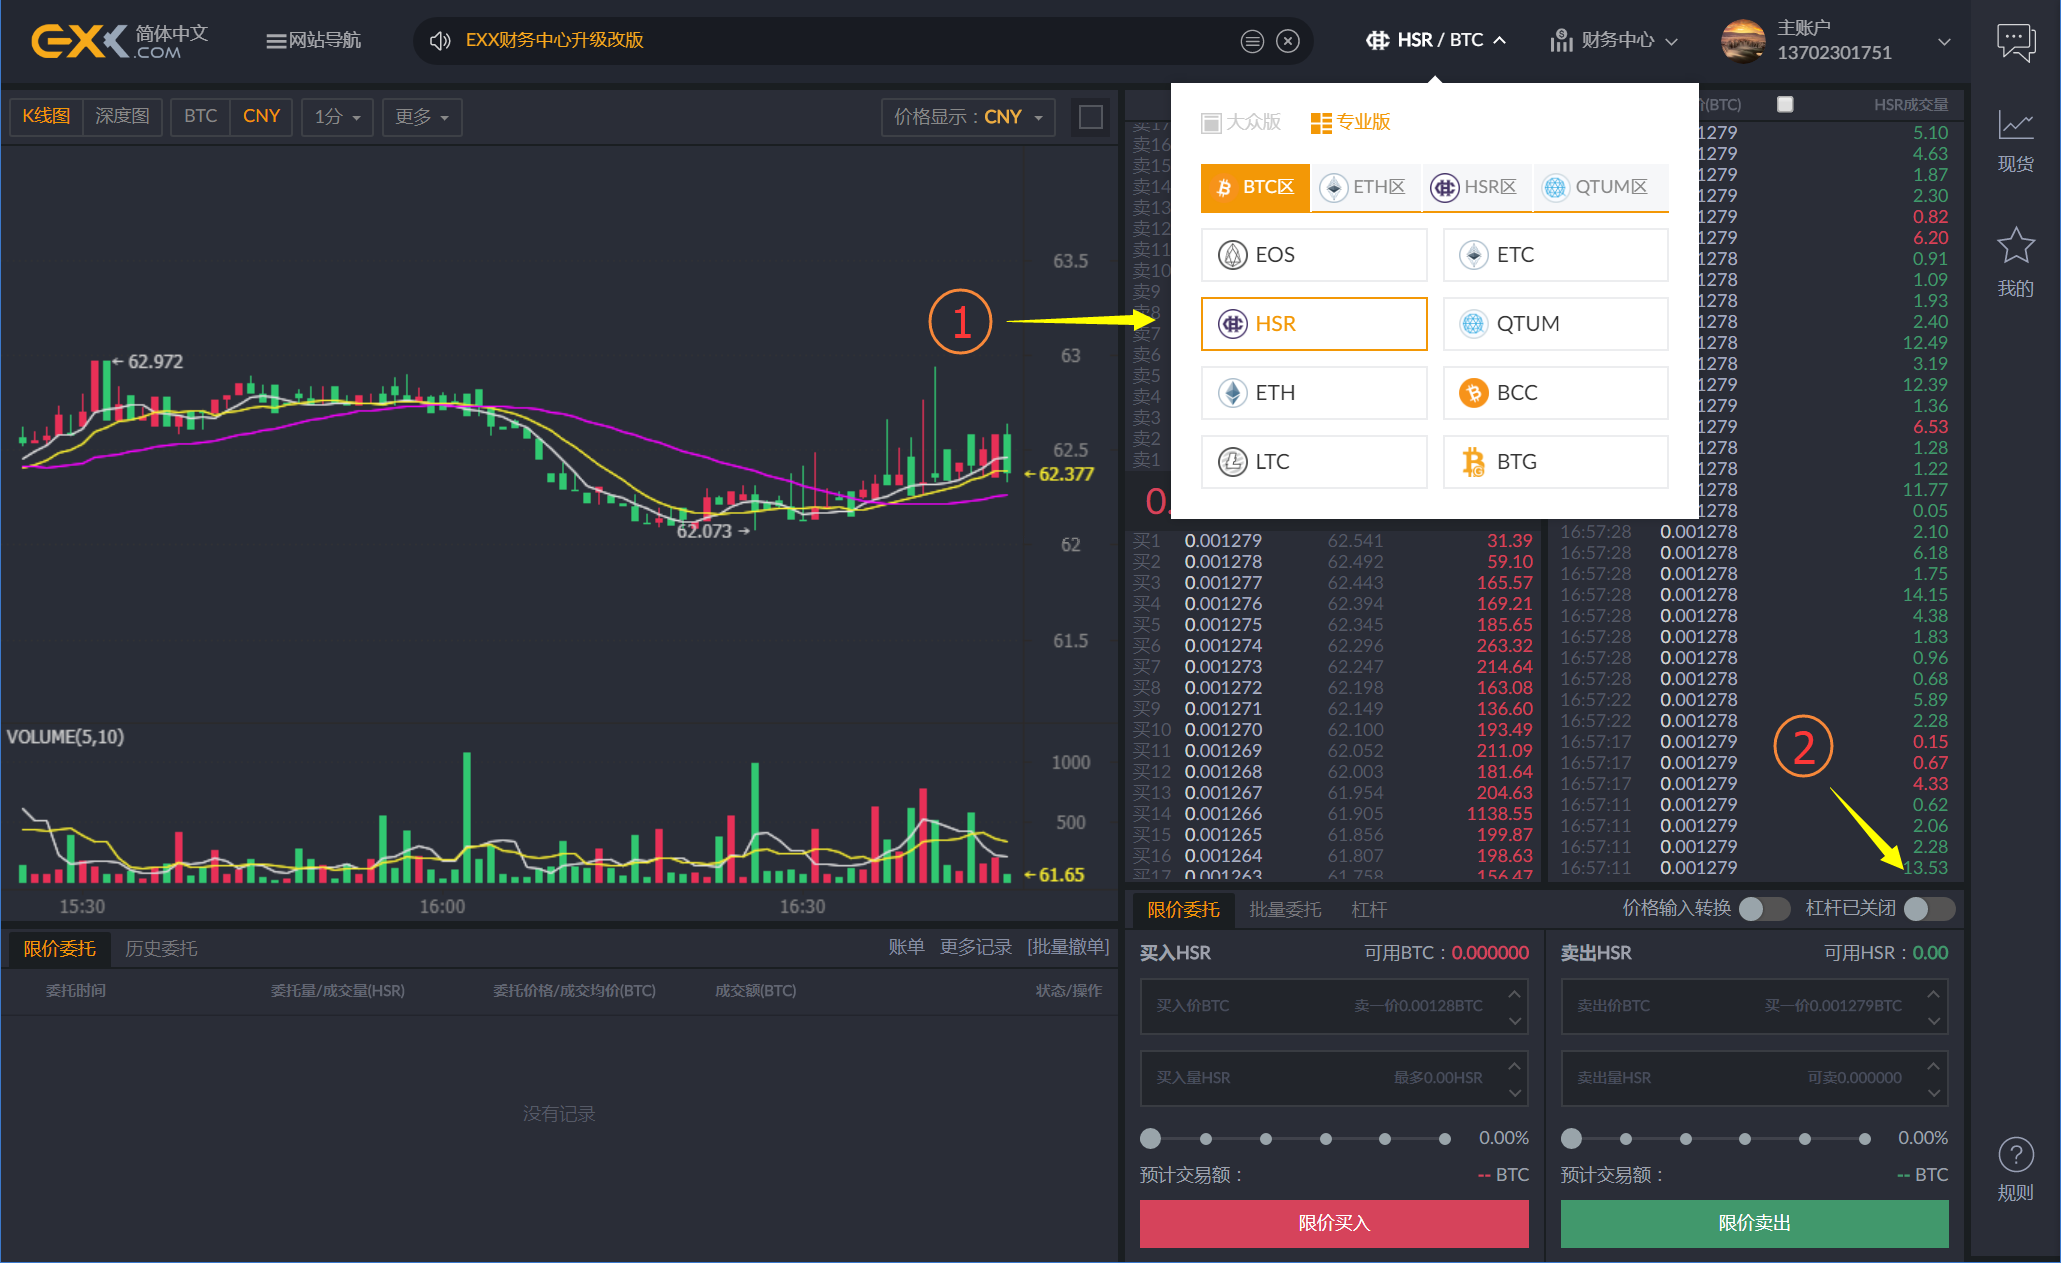 EXX.COM 简体中文
网站导航
EXX财务中心升级改版
HSR / BTC
财务中心
主账户
13702301751
K线图 深度图 BTC CNY 1分 更多
价格显示：CNY
63.5
63
62.5
62
61.5
62.972
62.377
62.073
1
VOLUME(5,10)
1000
500
61.65
15:30 16:00 16:30
大众版 专业版
BTC区 ETH区 HSR区 QTUM区
EOS ETC
HSR QTUM
ETH BCC
LTC BTG
卖17
卖16
卖15
卖14
卖13
卖12
卖11
卖10
卖9
卖8
卖7
卖6
卖5
卖4
卖3
卖2
卖1
0.
买1 0.001279 62.541 31.39
买2 0.001278 62.492 59.10
买3 0.001277 62.443 165.57
买4 0.001276 62.394 169.21
买5 0.001275 62.345 185.65
买6 0.001274 62.296 263.32
买7 0.001273 62.247 214.64
买8 0.001272 62.198 163.08
买9 0.001271 62.149 136.60
买10 0.001270 62.100 193.49
买11 0.001269 62.052 211.09
买12 0.001268 62.003 181.64
买13 0.001267 61.954 204.63
买14 0.001266 61.905 1138.55
买15 0.001265 61.856 199.87
买16 0.001264 61.807 198.63
买17 0.001263 61.758 156.47
(BTC) HSR成交量
1279 5.10
1279 4.63
1279 1.87
1279 2.30
1279 0.82
1279 6.20
1278 0.91
1278 1.09
1278 1.93
1278 2.40
1278 12.49
1278 3.19
1279 12.39
1279 1.36
1279 6.53
1278 1.28
1278 1.22
1278 11.77
1278 0.05
16:57:28 0.001278 2.10
16:57:28 0.001278 6.18
16:57:28 0.001278 1.75
16:57:28 0.001278 14.15
16:57:28 0.001278 4.38
16:57:28 0.001278 1.83
16:57:28 0.001278 0.96
16:57:28 0.001278 0.68
16:57:22 0.001278 5.89
16:57:22 0.001278 2.28
16:57:17 0.001279 0.15
16:57:17 0.001279 0.67
16:57:17 0.001279 4.33
16:57:11 0.001279 0.62
16:57:11 0.001279 2.06
16:57:11 0.001279 2.28
16:57:11 0.001279 13.53
2
现货
我的
规则
限价委托 历史委托
账单 更多记录 [批量撤单]
委托时间 委托量/成交量(HSR) 委托价格/成交均价(BTC) 成交额(BTC) 状态/操作
没有记录
限价委托 批量委托 杠杆
价格输入转换 杠杆已关闭
买入HSR 可用BTC：0.000000
买入价BTC 卖一价0.00128BTC
买入量HSR 最多0.00HSR
0.00%
预计交易额： -- BTC
限价买入
卖出HSR 可用HSR：0.00
卖出价BTC 买一价0.001279BTC
卖出量HSR 可卖0.000000
0.00%
预计交易额： -- BTC
限价卖出